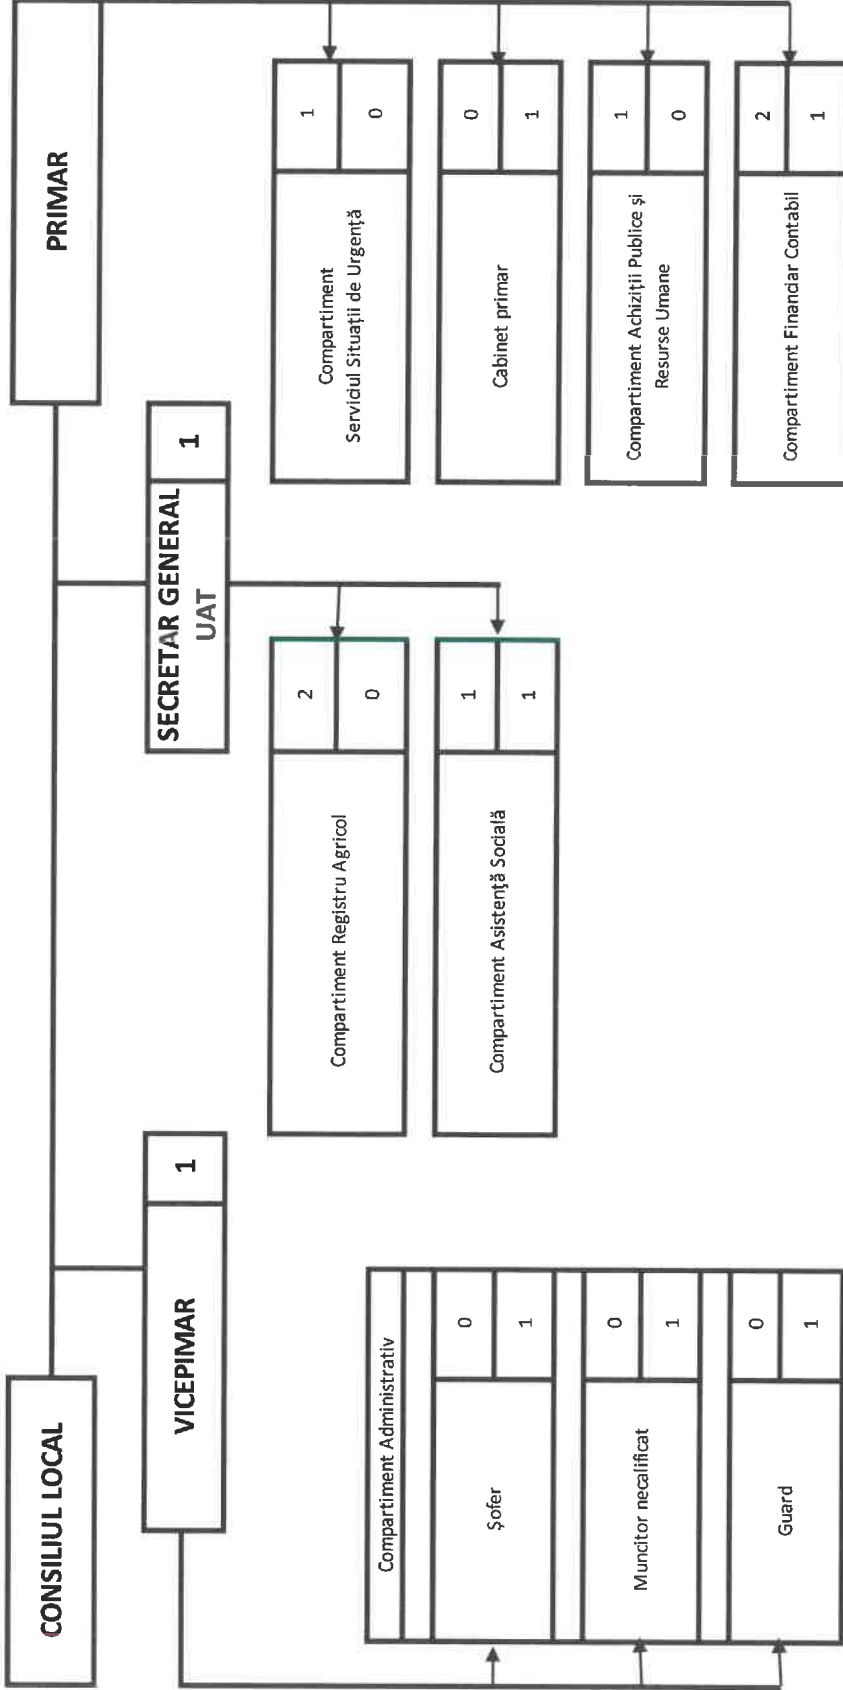 CONSILIUL LOCAL
PRIMAR
VICEPIMAR
1
SECRETAR GENERAL
UAT
1
Compartiment Administrativ
Șofer
0
1
Muncitor necalificat
0
1
Guard
0
1
Compartiment Registru Agricol
2
0
Compartiment Asistență Socială
1
1
Compartiment
Serviciul Situații de Urgență
1
0
Cabinet primar
0
1
Compartiment Achiziții Publice și
Resurse Umane
1
0
Compartiment Financiar Contabil
2
1